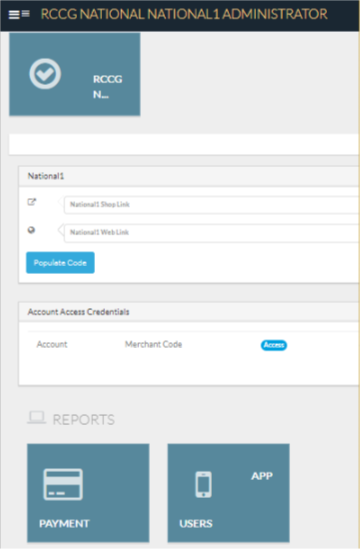 RCCG NATIONAL NATIONAL1 ADMINISTRATOR
RCCG
N...
National1
National1 Shop Link
National1 Web Link
Populate Code
Account Access Credentials
Account Merchant Code Access
REPORTS
PAYMENT
APP
USERS